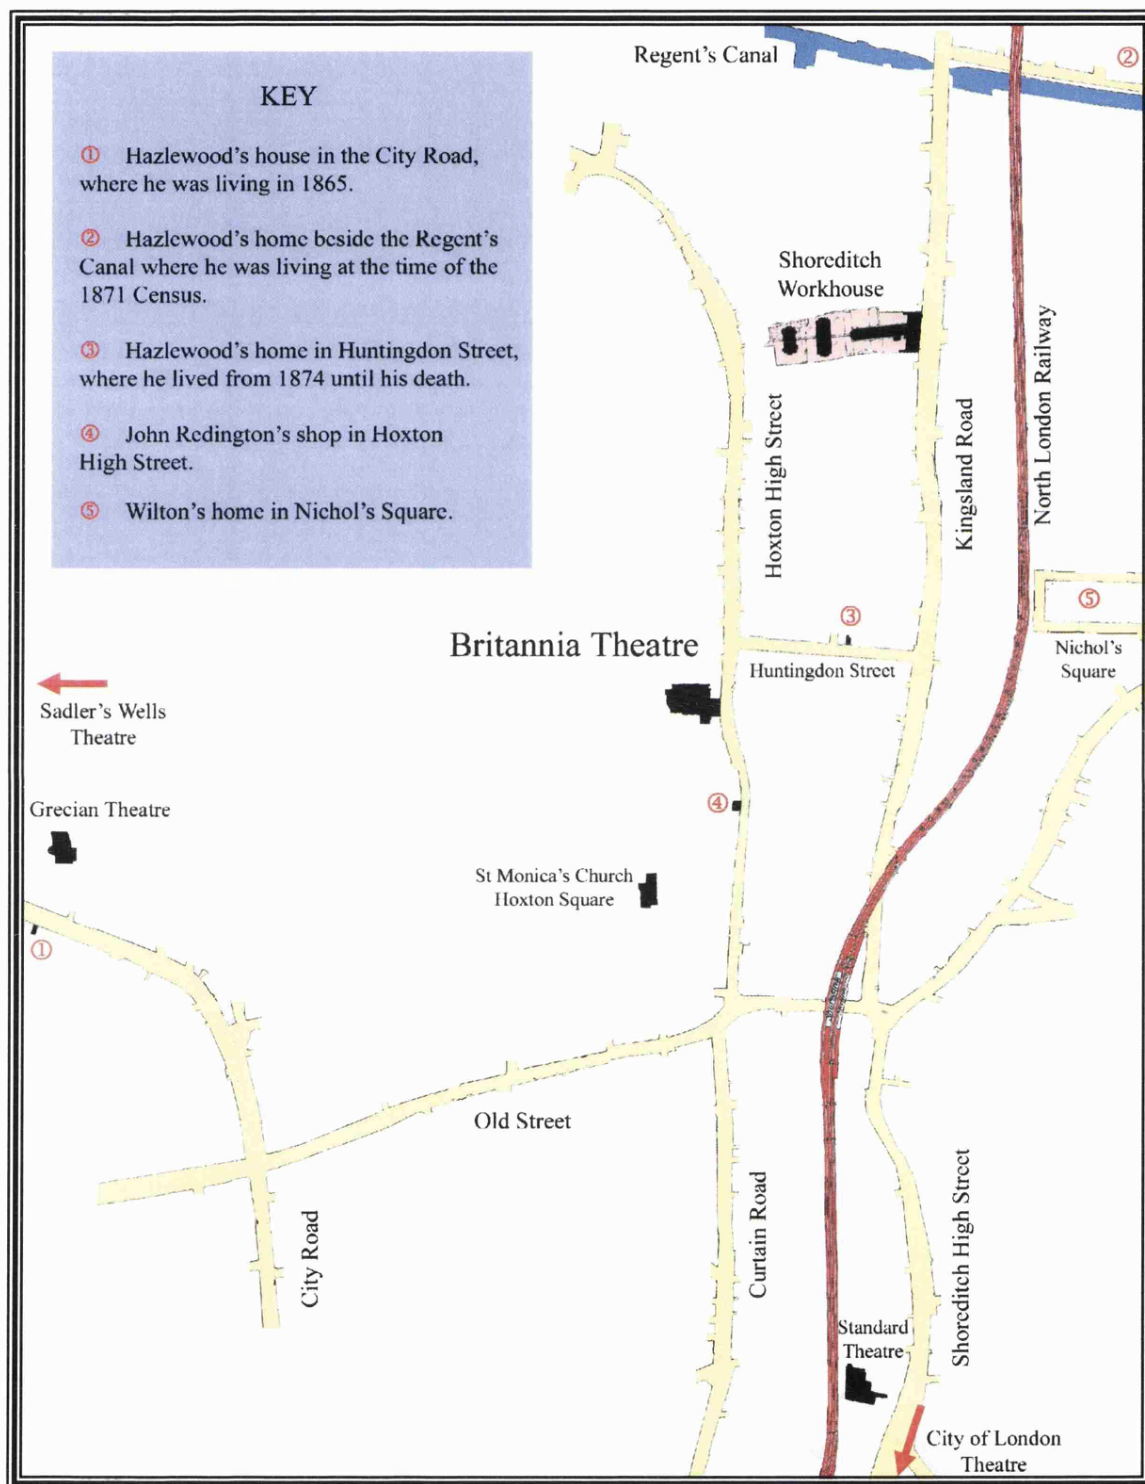 KEY
① Hazlewood's house in the City Road,
where he was living in 1865.
② Hazlewood's home beside the Regent's
Canal where he was living at the time of the
1871 Census.
③ Hazlewood's home in Huntingdon Street,
where he lived from 1874 until his death.
④ John Redington's shop in Hoxton
High Street.
⑤ Wilton's home in Nichol's Square.
Regent's Canal
②
Shoreditch
Workhouse
Hoxton High Street
Kingsland Road
North London Railway
⑤
Nichol's
Square
③
Huntingdon Street
Britannia Theatre
Sadler's Wells
Theatre
Grecian Theatre
④
St Monica's Church
Hoxton Square
①
Old Street
City Road
Curtain Road
Shoreditch High Street
Standard
Theatre
City of London
Theatre